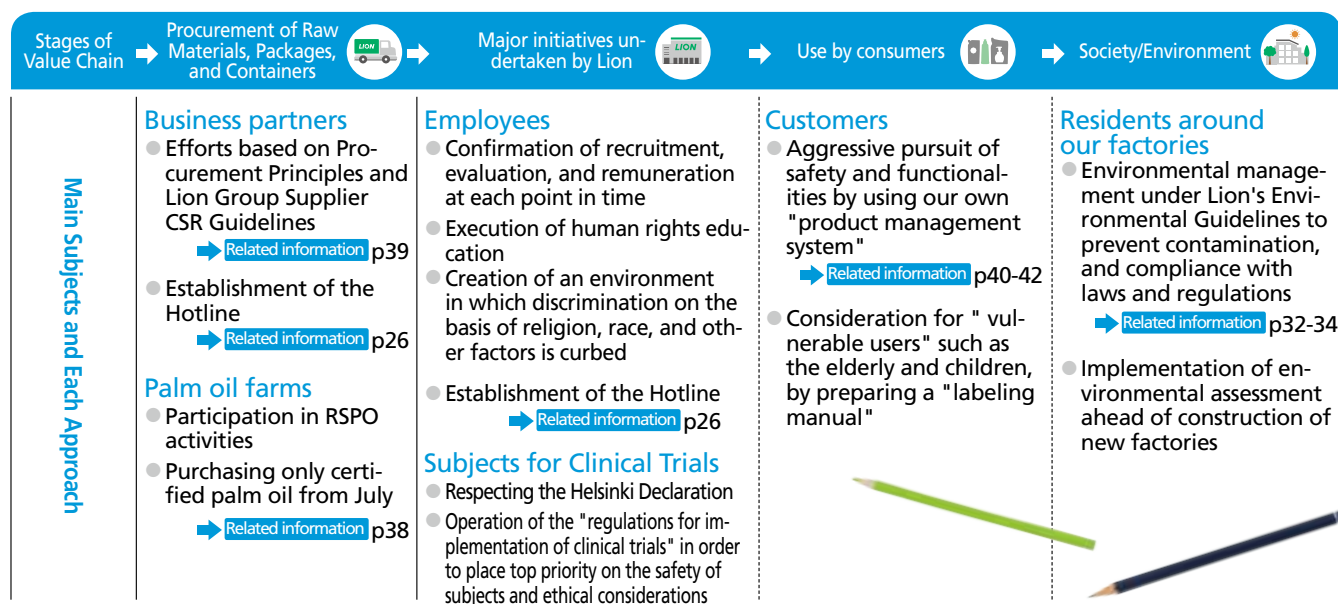 Stages of
Value Chain
Procurement of Raw
Materials, Packages,
and Containers
LION
Major initiatives un-
dertaken by Lion
LION
Use by consumers
Society/Environment
Main Subjects and Each Approach
Business partners
Efforts based on Pro-
curement Principles and
Lion Group Supplier
CSR Guidelines
Related information p39
Establishment of the
Hotline
Related information p26
Palm oil farms
Participation in RSPO
activities
Purchasing only certi-
fied palm oil from July
Related information p38
Employees
Confirmation of recruitment,
evaluation, and remuneration
at each point in time
Execution of human rights edu-
cation
Creation of an environment
in which discrimination on the
basis of religion, race, and oth-
er factors is curbed
Establishment of the Hotline
Related information p26
Subjects for Clinical Trials
Respecting the Helsinki Declaration
Operation of the "regulations for im-
plementation of clinical trials" in order
to place top priority on the safety of
subjects and ethical considerations
Customers
Aggressive pursuit of
safety and functional-
ities by using our own
"product management
system"
Related information p40-42
Consideration for " vul-
nerable users" such as
the elderly and children,
by preparing a "labeling
manual"
Residents around
our factories
Environmental manage-
ment under Lion's Envi-
ronmental Guidelines to
prevent contamination,
and compliance with
laws and regulations
Related information p32-34
Implementation of en-
vironmental assessment
ahead of construction of
new factories